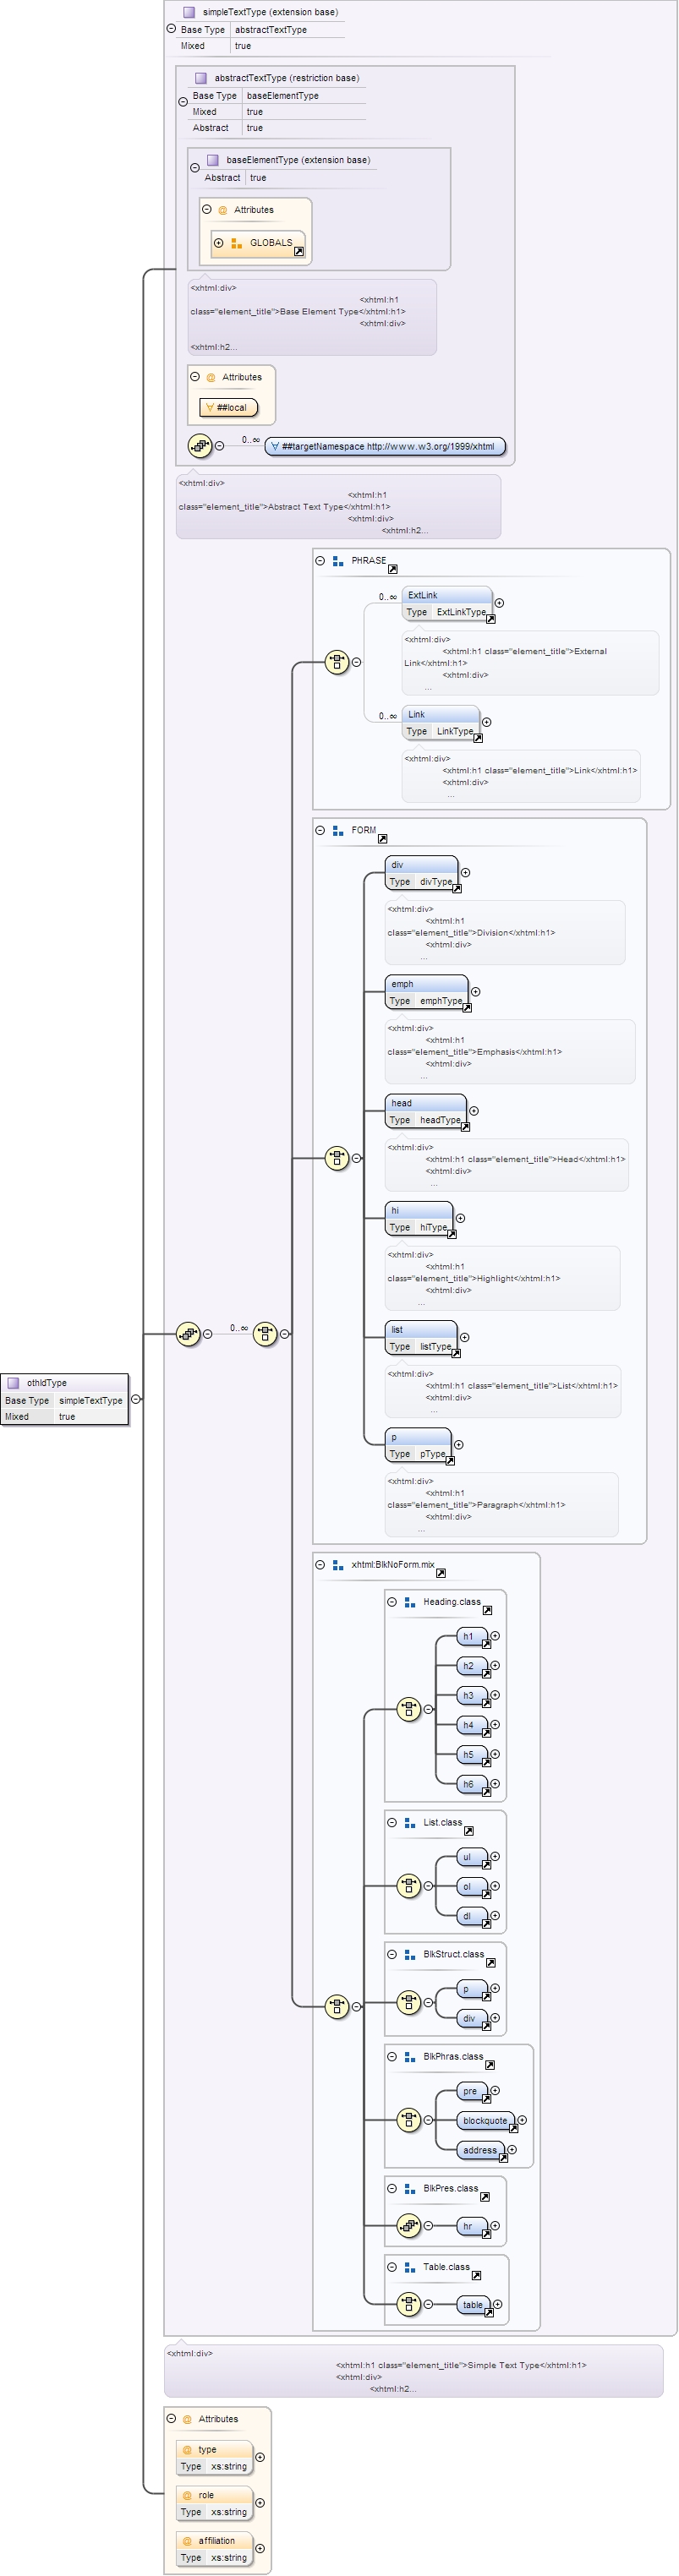 simpleTextType (extension base)
Base Type abstractTextType
Mixed true
abstractTextType (restriction base)
Base Type baseElementType
Mixed true
Abstract true
baseElementType (extension base)
Abstract true
@ Attributes
GLOBALS
<xhtml:div>
<xhtml:h1
class="element_title">Base Element Type</xhtml:h1>
<xhtml:div>
<xhtml:h2...
@ Attributes
##local
0..∞ ##targetNamespace http://www.w3.org/1999/xhtml
<xhtml:div>
<xhtml:h1
class="element_title">Abstract Text Type</xhtml:h1>
<xhtml:div>
<xhtml:h2...
PHRASE
0..∞ ExtLink
Type ExtLinkType
<xhtml:div>
<xhtml:h1 class="element_title">External
Link</xhtml:h1>
<xhtml:div>
...
0..∞ Link
Type LinkType
<xhtml:div>
<xhtml:h1 class="element_title">Link</xhtml:h1>
<xhtml:div>
...
FORM
div
Type divType
<xhtml:div>
<xhtml:h1
class="element_title">Division</xhtml:h1>
<xhtml:div>
...
emph
Type emphType
<xhtml:div>
<xhtml:h1
class="element_title">Emphasis</xhtml:h1>
<xhtml:div>
...
head
Type headType
<xhtml:div>
<xhtml:h1 class="element_title">Head</xhtml:h1>
<xhtml:div>
...
hi
Type hiType
<xhtml:div>
<xhtml:h1
class="element_title">Highlight</xhtml:h1>
<xhtml:div>
...
0..∞
list
Type listType
<xhtml:div>
<xhtml:h1 class="element_title">List</xhtml:h1>
<xhtml:div>
...
othIdType
Base Type simpleTextType
Mixed true
p
Type pType
<xhtml:div>
<xhtml:h1
class="element_title">Paragraph</xhtml:h1>
<xhtml:div>
...
xhtml:BlkNoForm.mix
Heading.class
h1
h2
h3
h4
h5
h6
List.class
ul
ol
dl
BlkStruct.class
p
div
BlkPhras.class
pre
blockquote
address
BlkPres.class
hr
Table.class
table
<xhtml:div>
<xhtml:h1 class="element_title">Simple Text Type</xhtml:h1>
<xhtml:div>
<xhtml:h2...
@ Attributes
@ type
Type xs:string
@ role
Type xs:string
@ affiliation
Type xs:string